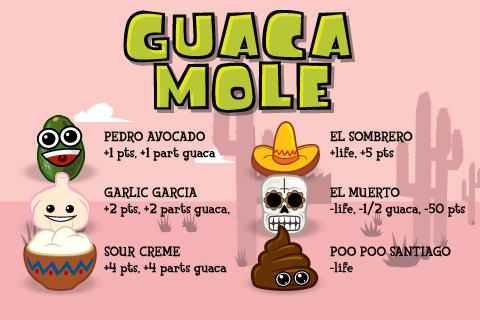 GUACA
MOLE
PEDRO AVOCADO
+1 pts, +1 part guaca
GARLIC GARCIA
+2 pts, +2 parts guaca,
SOUR CREME
+4 pts, +4 parts guaca
EL SOMBRERO
+life, +5 pts
EL MUERTO
-life, -1/2 guaca, -50 pts
POO POO SANTIAGO
-life